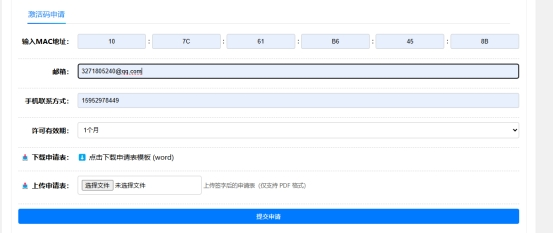 激活码申请
输入MAC地址: 10 : 7C : 61 : B6 : 45 : 8B
邮箱: 3271805240@qq.com
手机联系方式: 15952978449
许可有效期: 1个月
下载申请表: 点击下载申请表模板 (word)
上传申请表: 选择文件 未选择文件 上传签字后的申请表（仅支持 PDF 格式）
提交申请